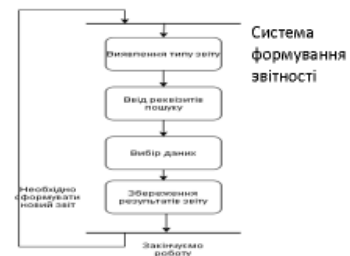 Система
формування
звітності
Виявлення типу звіту
Ввід реквізитів
пошуку
Вибір даних
Збереження
результатів звіту
Необхідно
сформувати
новий звіт
Закінчуємо
роботу